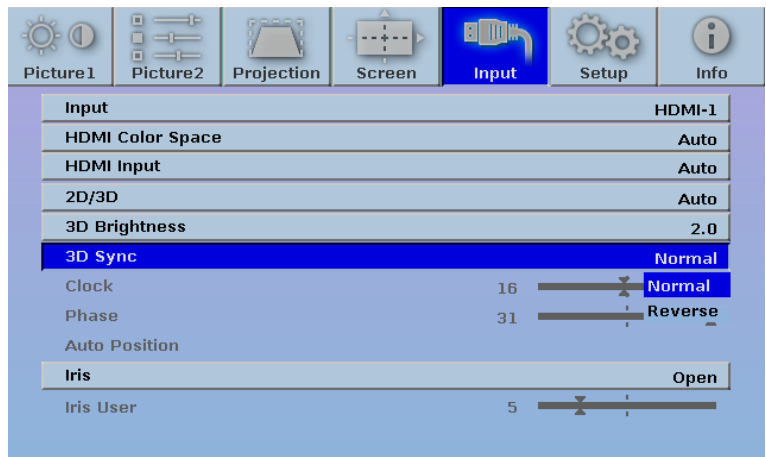 Picture1 Picture2 Projection Screen Input Setup Info
Input HDMI-1
HDMI Color Space Auto
HDMI Input Auto
2D/3D Auto
3D Brightness 2.0
3D Sync Normal
Clock 16 Normal
Phase 31 Reverse
Auto Position
Iris Open
Iris User 5